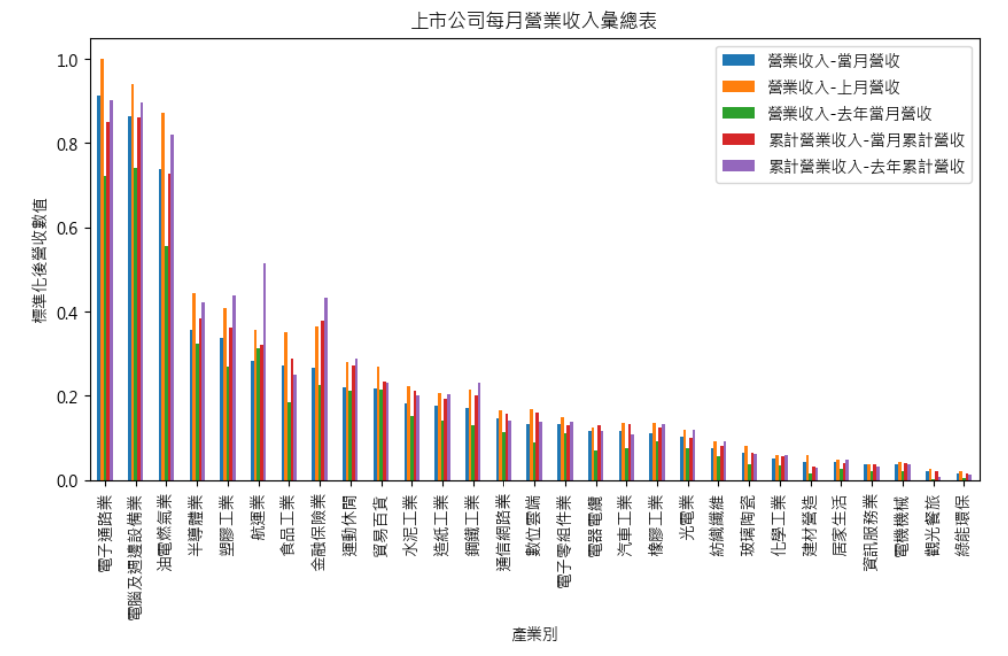 上市公司每月營業收入彙總表
營業收入-當月營收
營業收入-上月營收
營業收入-去年當月營收
累計營業收入-當月累計營收
累計營業收入-去年累計營收
標準化後營收數值
1.0
0.8
0.6
0.4
0.2
0.0
電子通路業
電腦及週邊設備業
油電燃氣業
半導體業
塑膠工業
航運業
食品工業
金融保險業
運動休閒
貿易百貨
水泥工業
造紙工業
鋼鐵工業
通信網路業
數位雲端
電子零組件業
電器電纜
汽車工業
橡膠工業
光電業
紡織纖維
玻璃陶瓷
化學工業
建材營造
居家生活
資訊服務業
電機機械
觀光餐旅
綠能環保
產業別